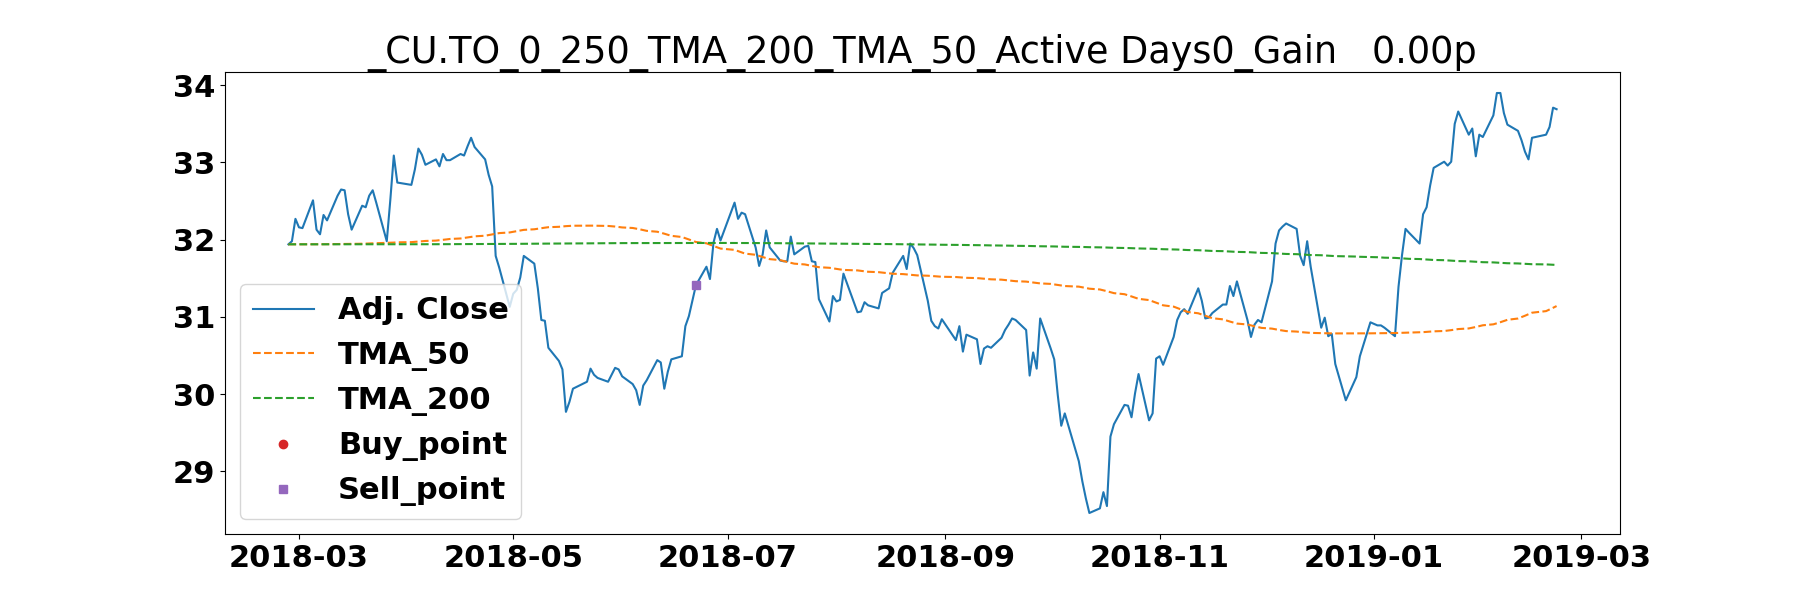 _CU.TO_0_250_TMA_200_TMA_50_Active Days0_Gain   0.00p
34
33
32
31
30
29
Adj. Close
TMA_50
TMA_200
Buy_point
Sell_point
2018-03 2018-05 2018-07 2018-09 2018-11 2019-01 2019-03